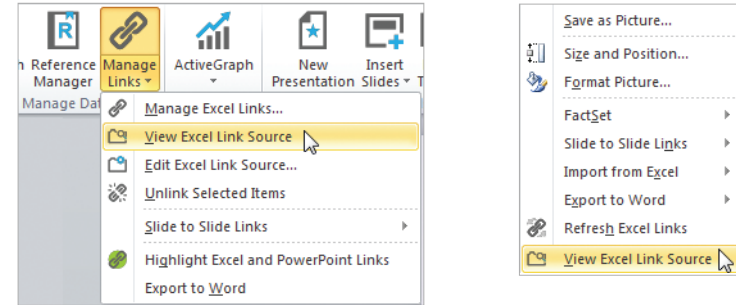 n Reference Manager
Manage Links
ActiveGraph
New Presentation
Insert Slides
T
Manage Dat
Manage Excel Links...
View Excel Link Source
Edit Excel Link Source...
Unlink Selected Items
Slide to Slide Links
Highlight Excel and PowerPoint Links
Export to Word
Save as Picture...
Size and Position...
Format Picture...
FactSet
Slide to Slide Links
Import from Excel
Export to Word
Refresh Excel Links
View Excel Link Source